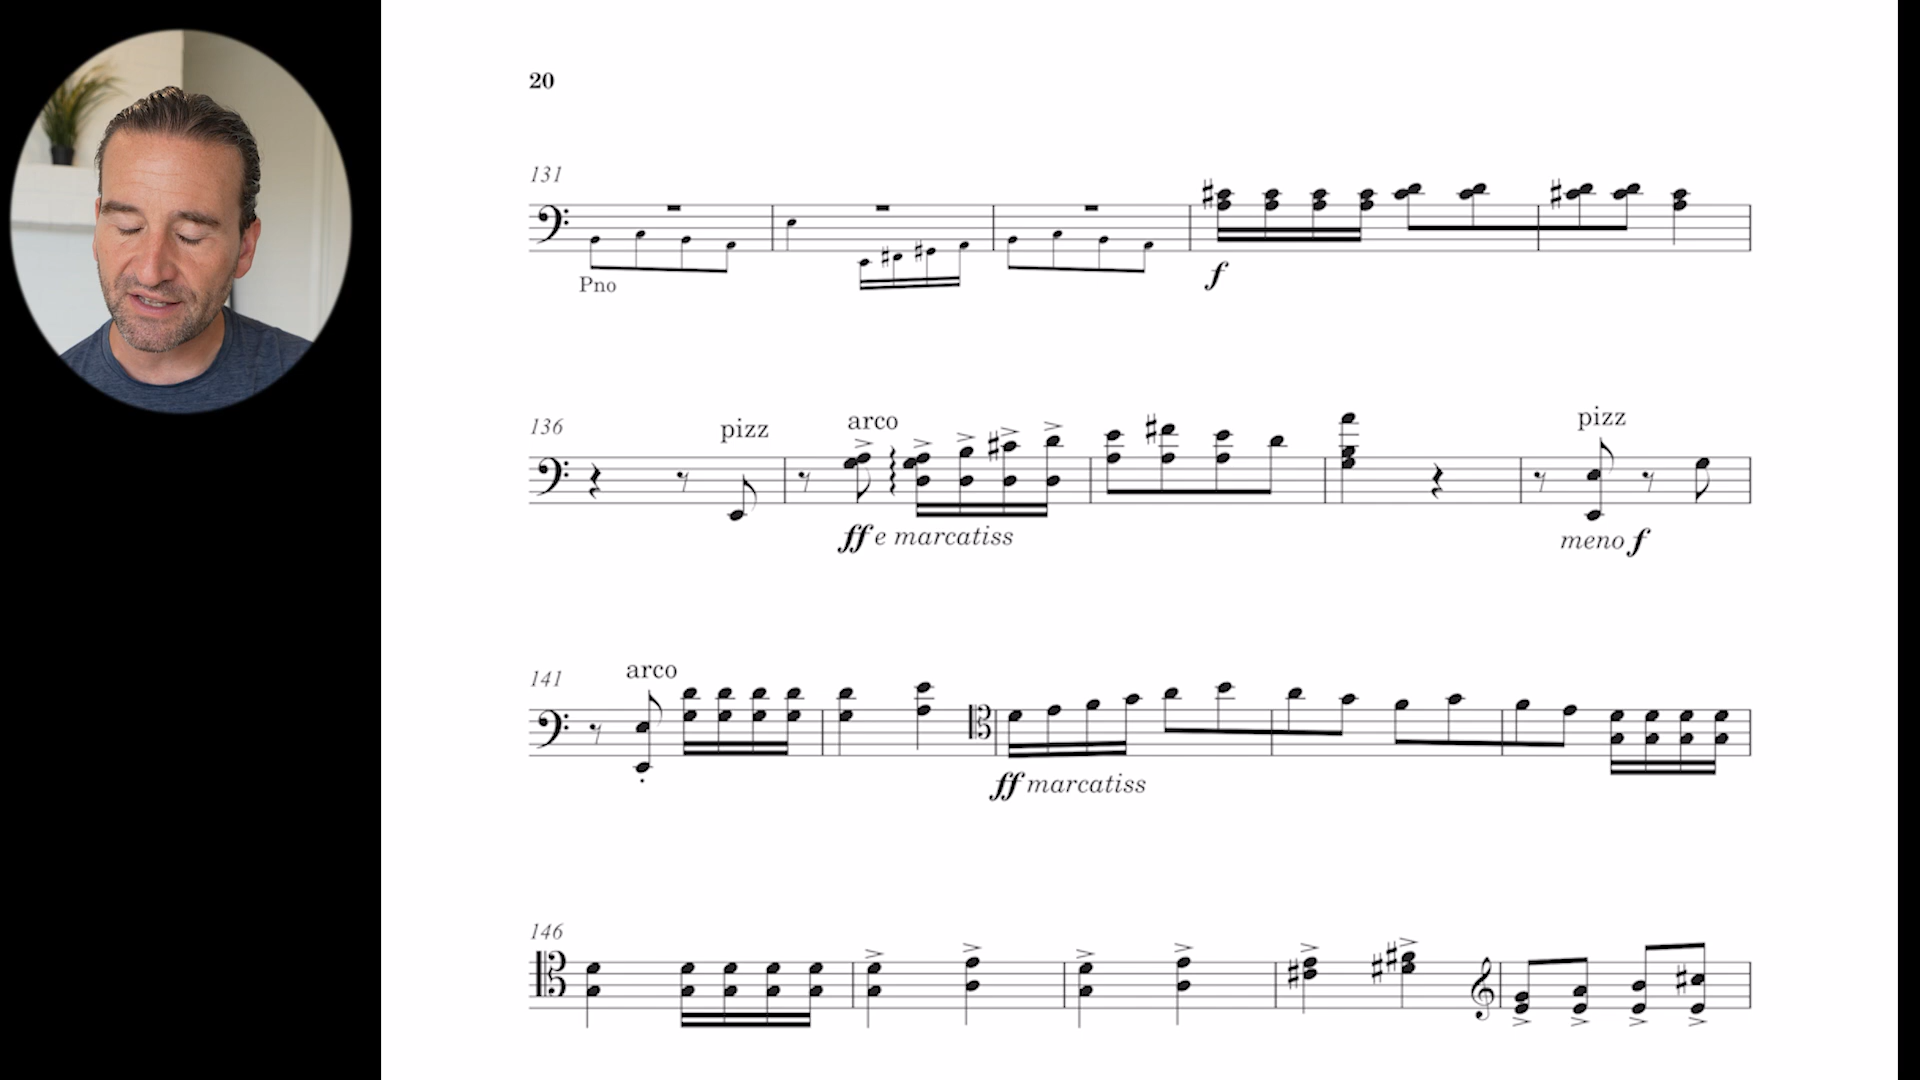 20
131
Pno
f
136
pizz
arco
pizz
ff e marcatiss
meno f
141
arco
ff marcatiss
146